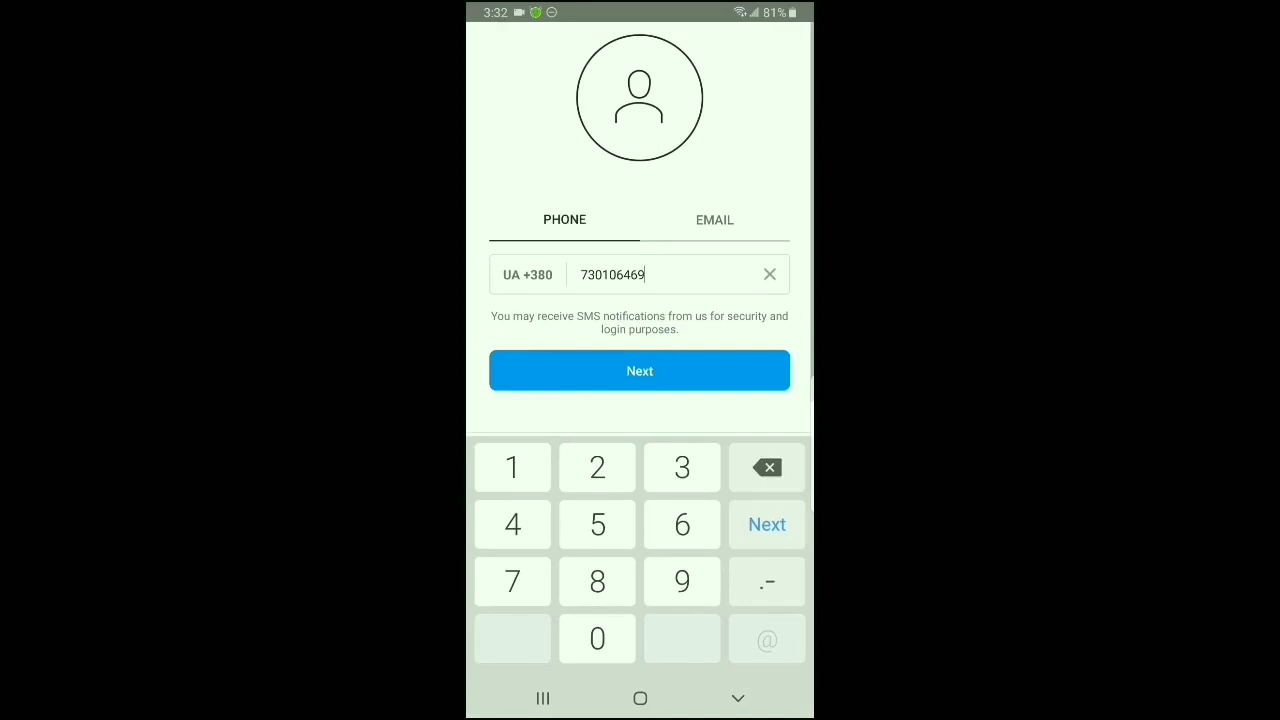 3:32 81%
PHONE EMAIL
UA +380 730106469
You may receive SMS notifications from us for security and
login purposes.
Next
1 2 3
4 5 6 Next
7 8 9 .-
0 @